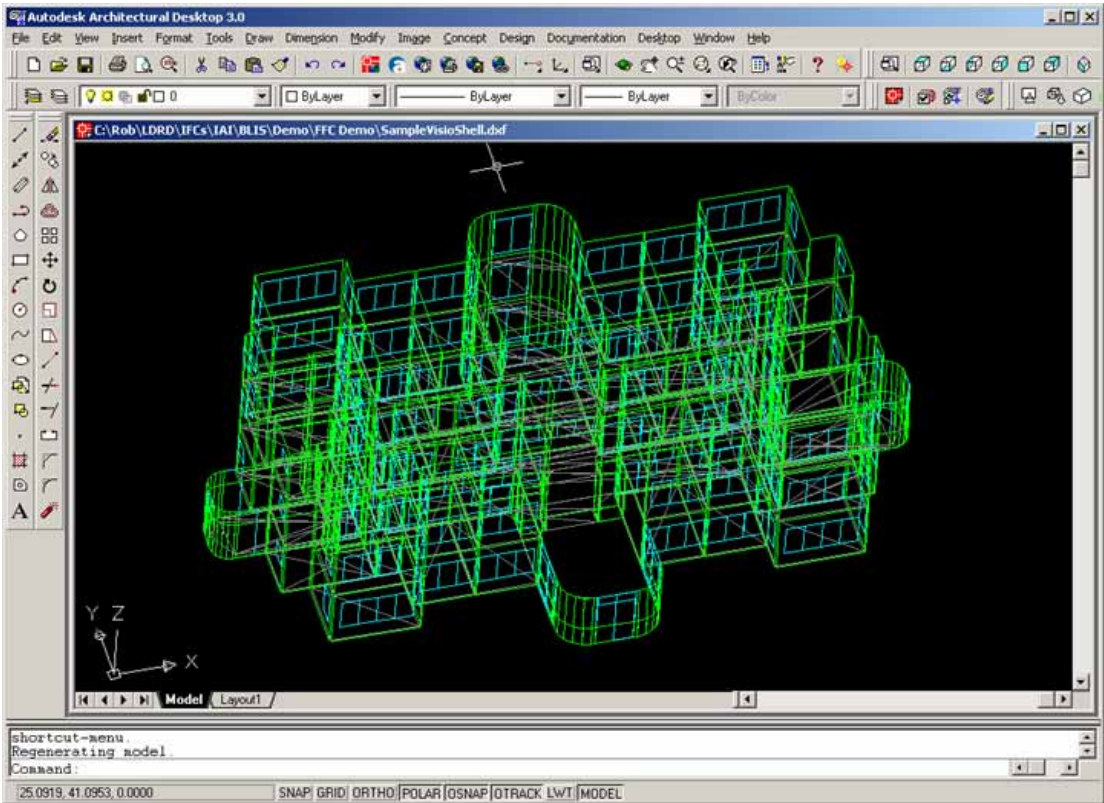 Autodesk Architectural Desktop 3.0
File Edit View Insert Format Tools Draw Dimension Modify Image Concept Design Documentation Desktop Window Help
0 ByLayer ByLayer ByLayer ByColor
C:\Rob\LDRD\IFCs\IAI\BLIS\Demo\FFC Demo\SampleVisioShell.dxf
A
Y Z
X
Model Layout1
shortcut-menu.
Regenerating model.
Command:
25.0919, 41.0953, 0.0000 SNAP GRID ORTHO POLAR OSNAP OTRACK LWT MODEL